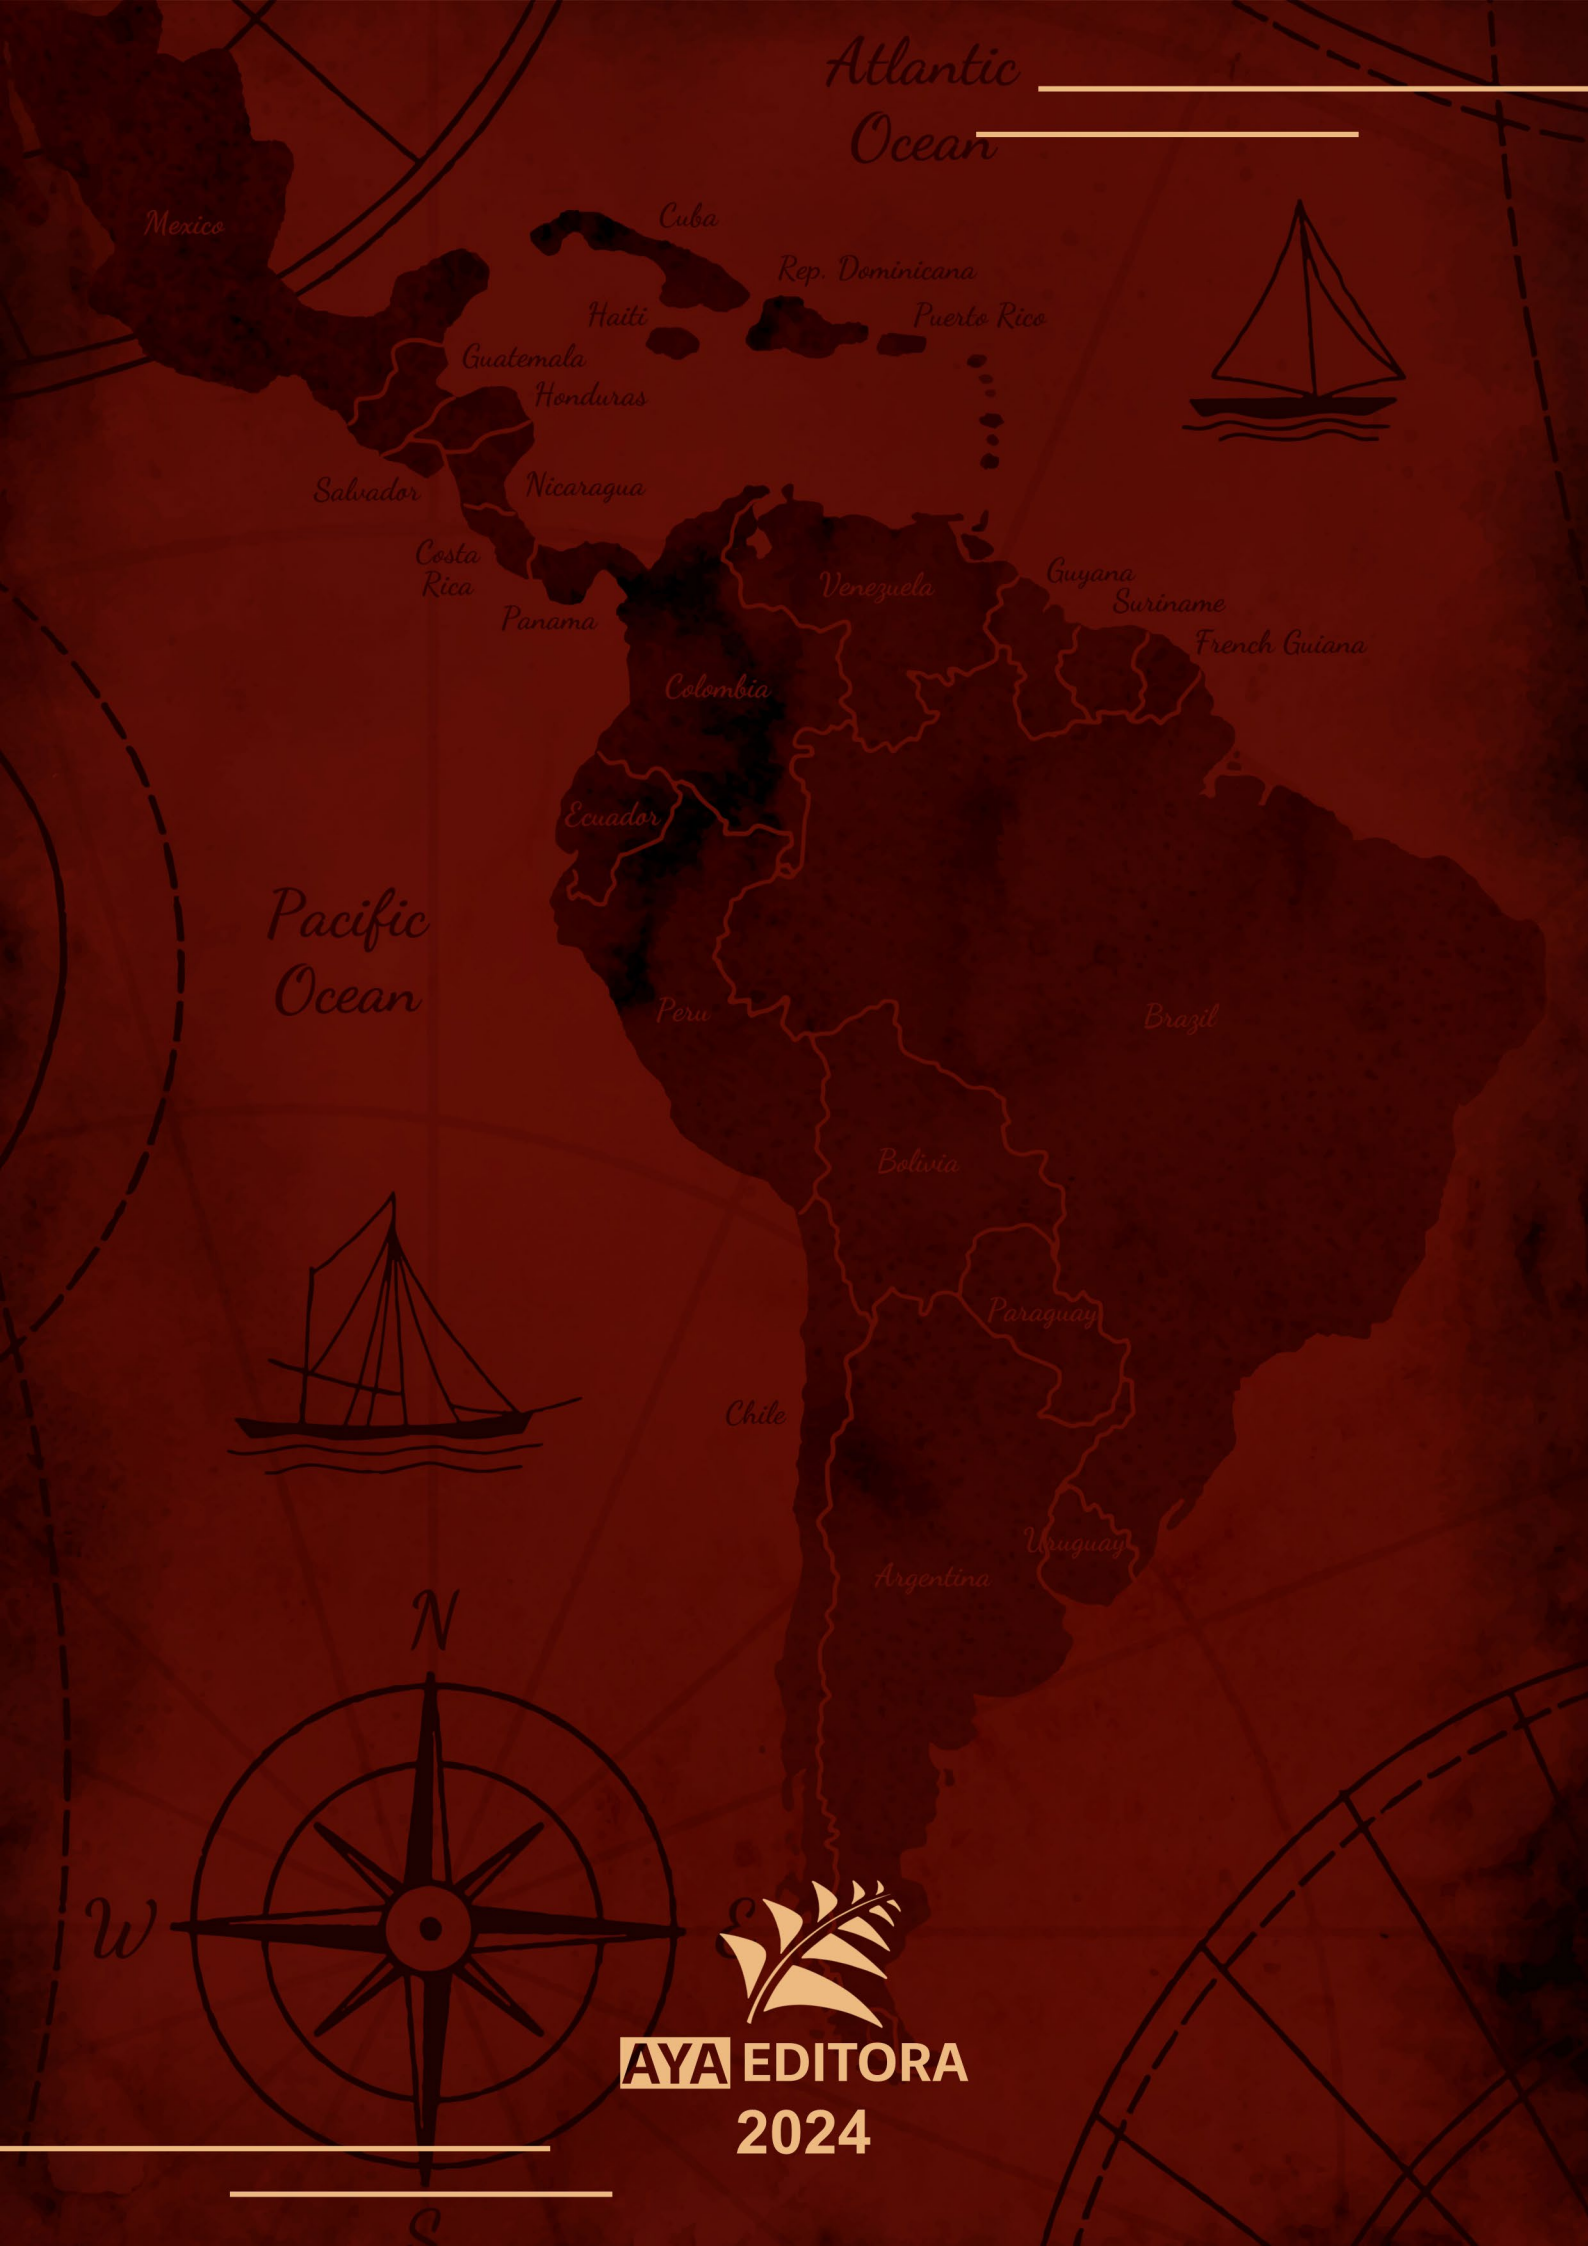 Atlantic
Ocean
Mexico
Cuba
Rep. Dominicana
Haiti
Puerto Rico
Guatemala
Honduras
Salvador
Nicaragua
Costa
Rica
Panama
Venezuela
Guyana
Suriname
French Guiana
Colombia
Ecuador
Pacific
Ocean
Peru
Brazil
Bolivia
Paraguay
Chile
Uruguay
Argentina
N
W
E
AYA EDITORA
2024
S